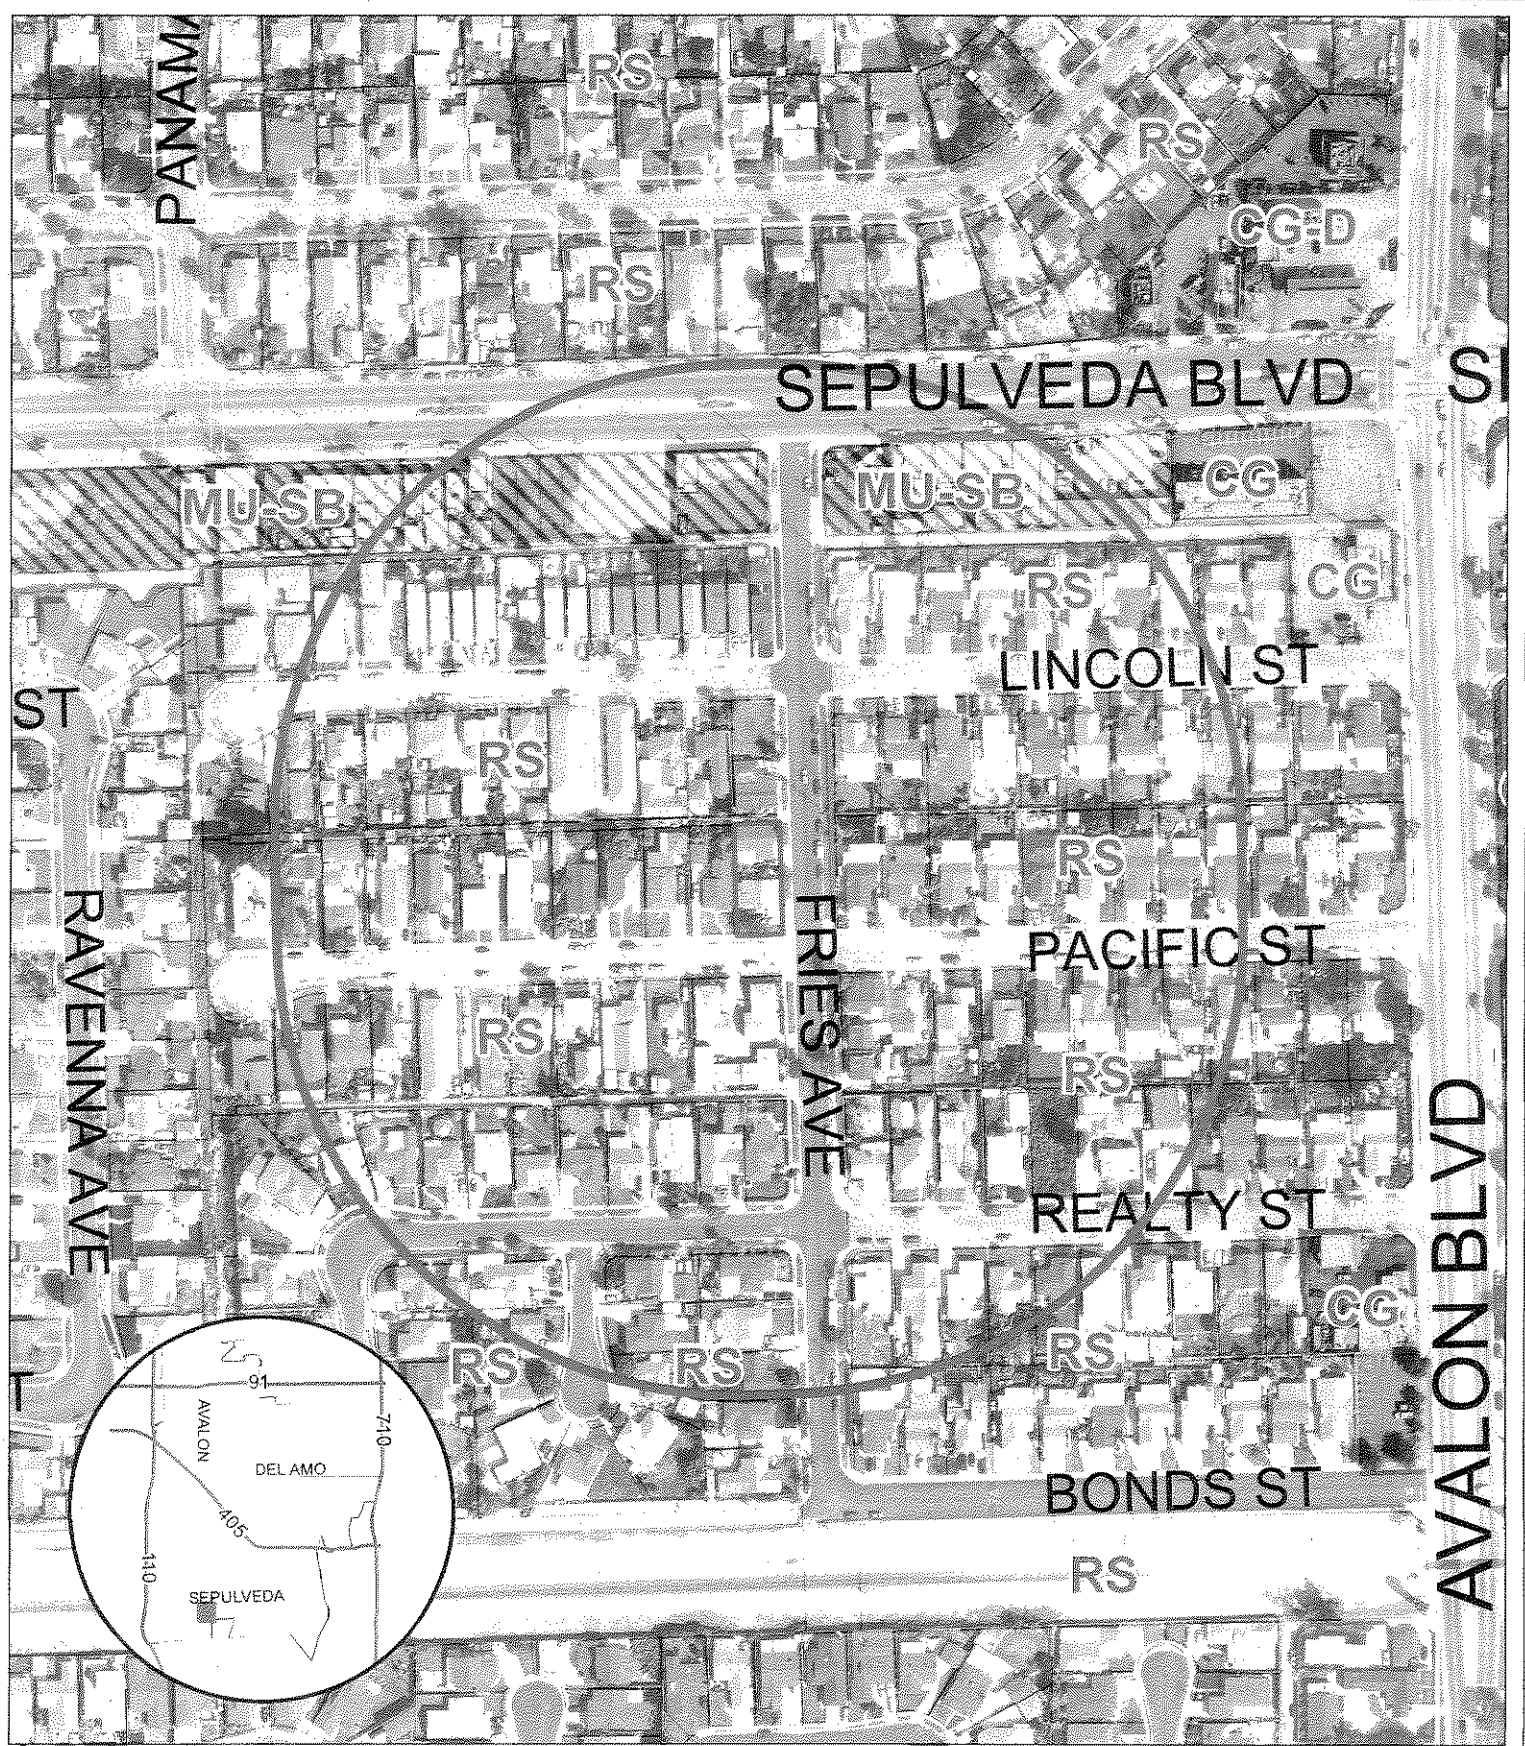 PANAMA
RS
RS
CG-D
RS
SEPULVEDA BLVD
MU-SB
MU-SB
CG
RS
CG
LINCOLN ST
ST
RS
RS
RAVENNA AVE
FRIES AVE
PACIFIC ST
RS
RS
AVALON BLVD
REALTY ST
CG
RS
RS
RS
BONDS ST
RS
91
AVALON
710
DEL AMO
405
110
SEPULVEDA